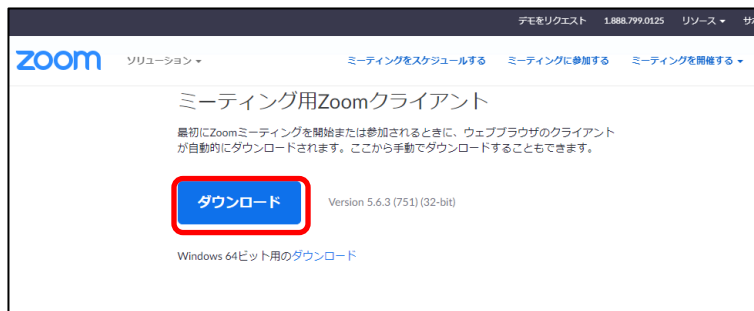 デモをリクエスト 1.888.799.0125 リソース
zoom ソリューション ミーティングをスケジュールする ミーティングに参加する ミーティングを開催する
ミーティング用Zoomクライアント
最初にZoomミーティングを開始または参加されるときに、ウェブブラウザのクライアント
が自動的にダウンロードされます。ここから手動でダウンロードすることもできます。
ダウンロード Version 5.6.3 (751) (32-bit)
Windows 64ビット用のダウンロード